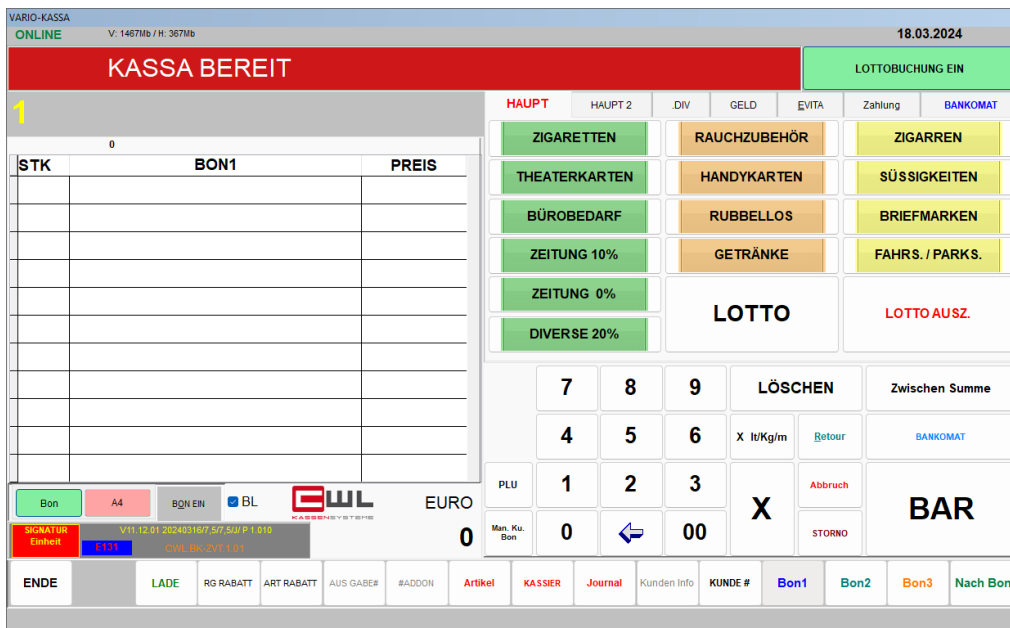 VARIO-KASSA
ONLINE V: 1467Mb / H: 367Mb 18.03.2024
KASSA BEREIT LOTTOBUCHUNG EIN
1
HAUPT HAUPT 2 .DIV GELD EVITA Zahlung BANKOMAT
0
STK BON1 PREIS
ZIGARETTEN RAUCHZUBEHÖR ZIGARREN
THEATERKARTEN HANDYKARTEN SÜSSIGKEITEN
BÜROBEDARF RUBBELLOS BRIEFMARKEN
ZEITUNG 10% GETRÄNKE FAHRS. / PARKS.
ZEITUNG 0%
LOTTO LOTTO AUSZ.
DIVERSE 20%
7 8 9 LÖSCHEN Zwischen Summe
4 5 6 X lt/Kg/m Retour BANKOMAT
PLU 1 2 3 X Abbruch BAR
Man. Ku. Bon 0 00 STORNO
Bon A4 BON EIN BL CWL KASSENSYSTEME EURO
SIGNATUR Einheit V11.12.01 20240316/7,5/7,5/J/ P 1.010
E131 CWL.BK-ZVT.1.01 0
ENDE LADE RG RABATT ART RABATT AUS GABE# #ADDON Artikel KASSIER Journal Kunden Info KUNDE # Bon1 Bon2 Bon3 Nach Bon